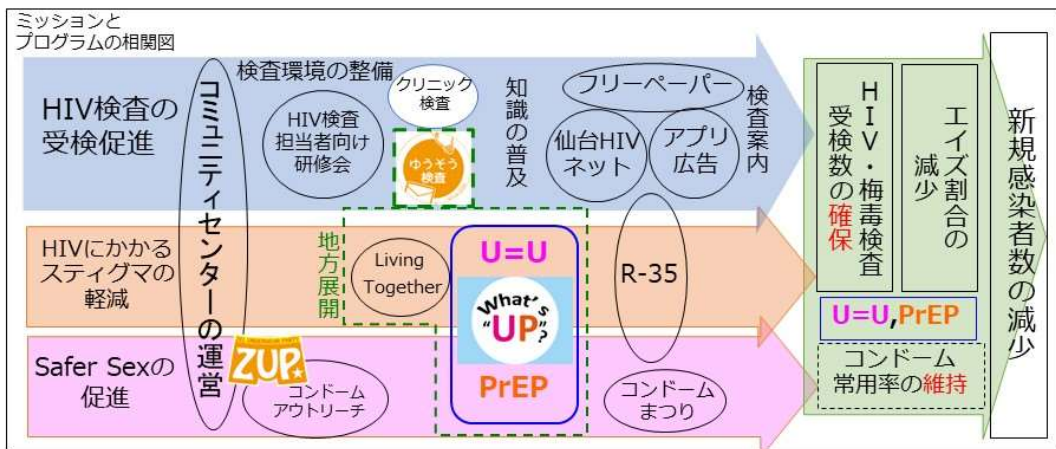 ミッションと
プログラムの相関図
HIV検査の
受検促進
HIVにかかる
スティグマの
軽減
Safer Sexの
促進
コミュニティセンターの運営
ZUP
検査環境の整備
HIV検査
担当者向け
研修会
クリニック
検査
ゆうそう
検査
知識の普及
フリーペーパー
仙台HIV
ネット
アプリ
広告
検査案内
地方展開
Living
Together
U=U
What's
"UP"?
PrEP
R-35
コンドーム
アウトリーチ
コンドーム
まつり
HIV・梅毒検査
受検数の確保
エイズ割合の
減少
U=U,PrEP
コンドーム
常用率の維持
新規感染者数の減少